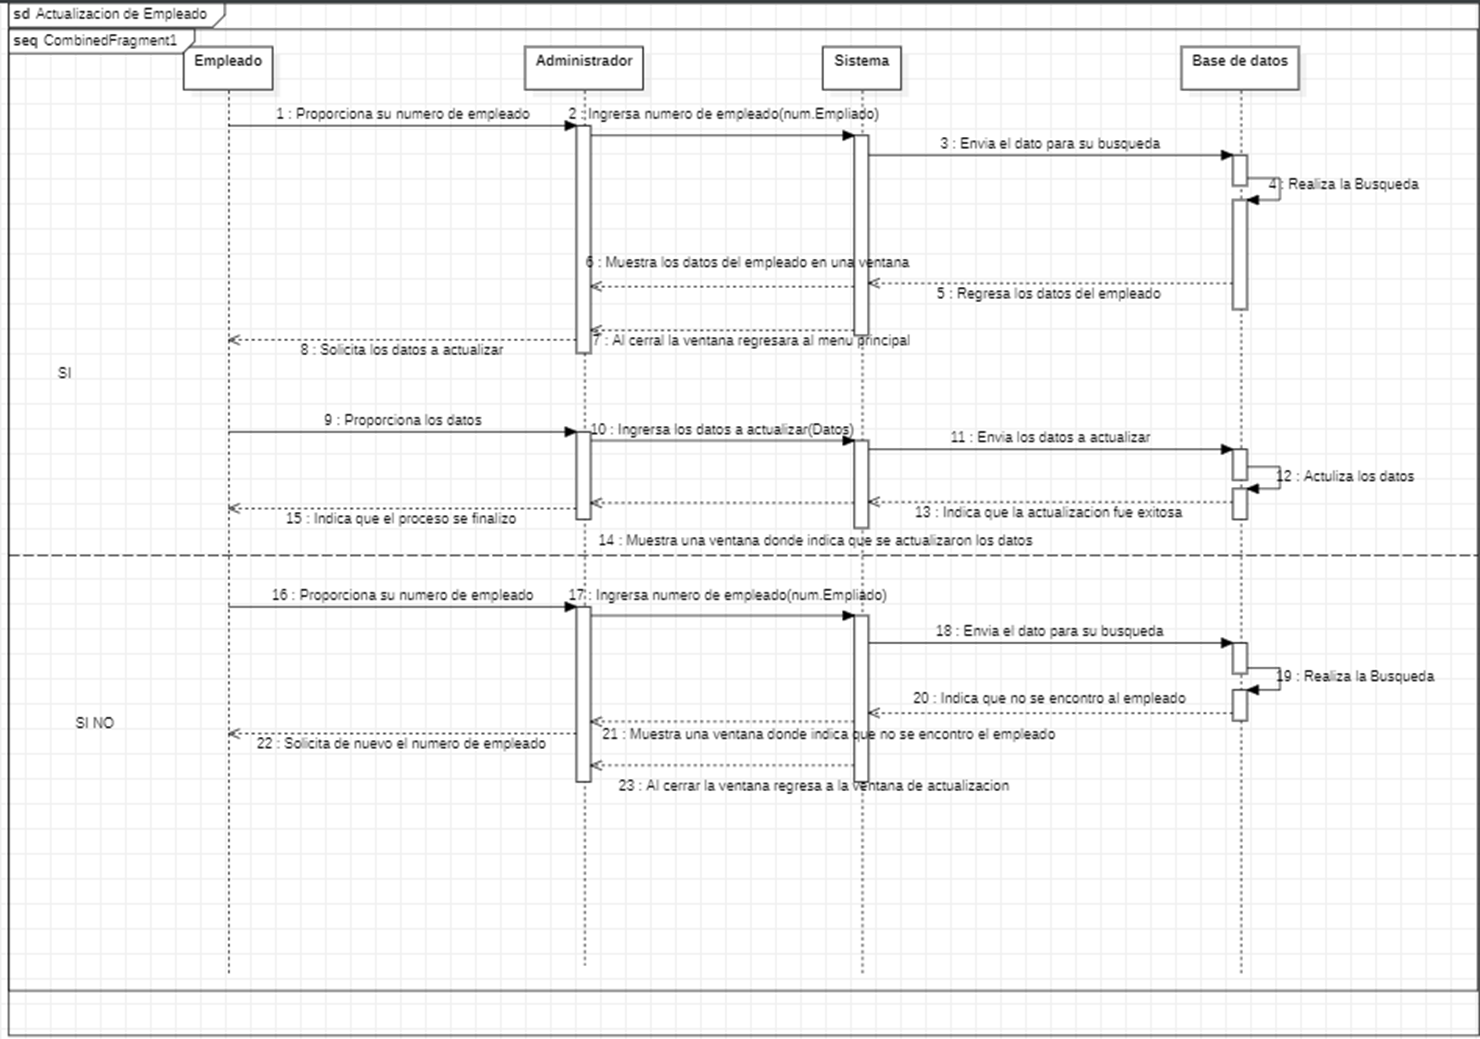 sd Actualizacion de Empleado
seq CombinedFragment1
Empleado
Administrador
Sistema
Base de datos
1 : Proporciona su numero de empleado
2 : Ingrersa numero de empleado(num.Empliado)
3 : Envia el dato para su busqueda
4 : Realiza la Busqueda
6 : Muestra los datos del empleado en una ventana
5 : Regresa los datos del empleado
7 : Al cerral la ventana regresara al menu principal
8 : Solicita los datos a actualizar
SI
9 : Proporciona los datos
10 : Ingrersa los datos a actualizar(Datos)
11 : Envia los datos a actualizar
12 : Actuliza los datos
13 : Indica que la actualizacion fue exitosa
15 : Indica que el proceso se finalizo
14 : Muestra una ventana donde indica que se actualizaron los datos
16 : Proporciona su numero de empleado
17 : Ingrersa numero de empleado(num.Empliado)
18 : Envia el dato para su busqueda
19 : Realiza la Busqueda
20 : Indica que no se encontro al empleado
SI NO
21 : Muestra una ventana donde indica que no se encontro el empleado
22 : Solicita de nuevo el numero de empleado
23 : Al cerrar la ventana regresa a la ventana de actualizacion